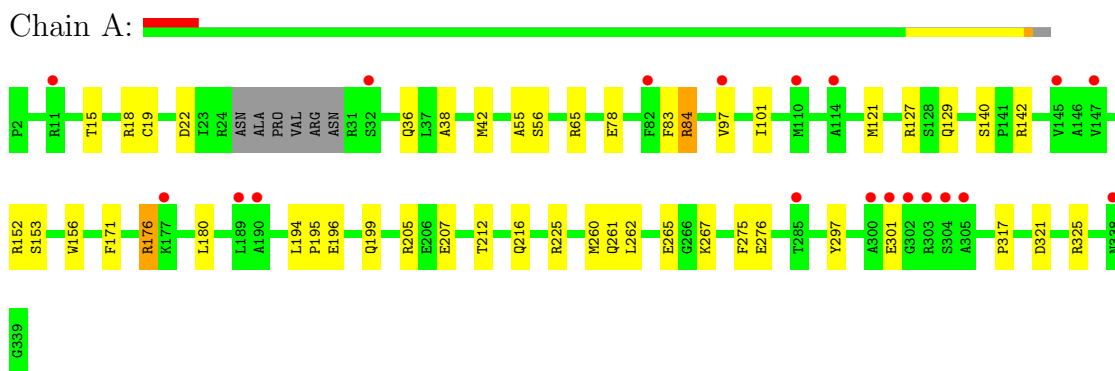 Chain A:
P2 R11 T15 R18 C19 D22 I23 R24 ASN ALA PRO VAL ARG ASN R31 S32 Q36 L37 A38 M42 A55 S56 R65 E78 F82 F83 R84 V97 I101 M110 A114 M121 R127 S128 Q129 S140 P141 R142 V145 A146 V147
R152 S153 W156 F171 R176 K177 L180 L189 A190 L194 P195 E196 Q199 R205 E206 E207 T212 Q216 R225 M260 Q261 L262 E265 G266 K267 F275 E276 T285 Y297 A300 E301 G302 R303 S304 A305 P317 D321 R325 N338
G339